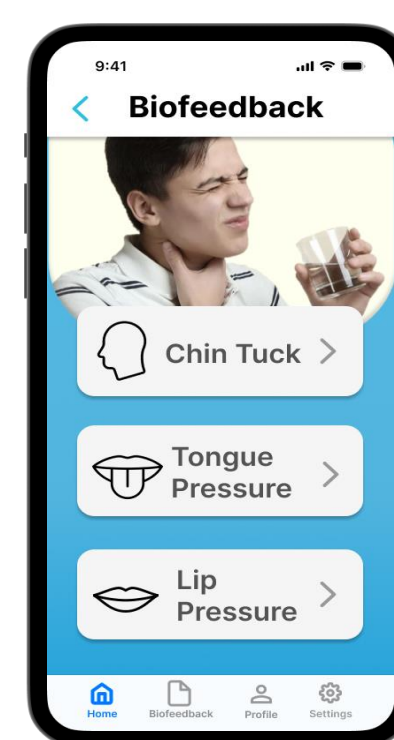 9:41
Biofeedback
Chin Tuck
Tongue
Pressure
Lip
Pressure
Home Biofeedback Profile Settings